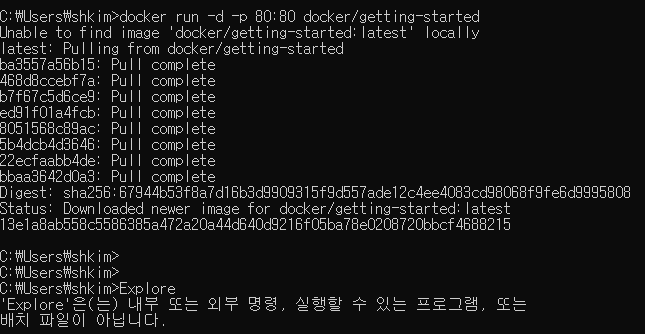 C:₩Users₩shkim>docker run -d -p 80:80 docker/getting-started
Unable to find image 'docker/getting-started:latest' locally
latest: Pulling from docker/getting-started
ba3557a56b15: Pull complete
468d8ccebf7a: Pull complete
b7f67c5d6ce9: Pull complete
ed91f01a4fcb: Pull complete
8051568c89ac: Pull complete
5b4dcb4d3646: Pull complete
22ecfaabb4de: Pull complete
bbaa3642d0a3: Pull complete
Digest: sha256:67944b53f8a7d16b3d9909315f9d557ade12c4ee4083cd98068f9fe6d9995808
Status: Downloaded newer image for docker/getting-started:latest
13e1a8ab558c5586385a472a20a44d640d9216f05ba78e0208720bbcf4688215
C:₩Users₩shkim>
C:₩Users₩shkim>
C:₩Users₩shkim>Explore
'Explore'은(는) 내부 또는 외부 명령, 실행할 수 있는 프로그램, 또는
배치 파일이 아닙니다.